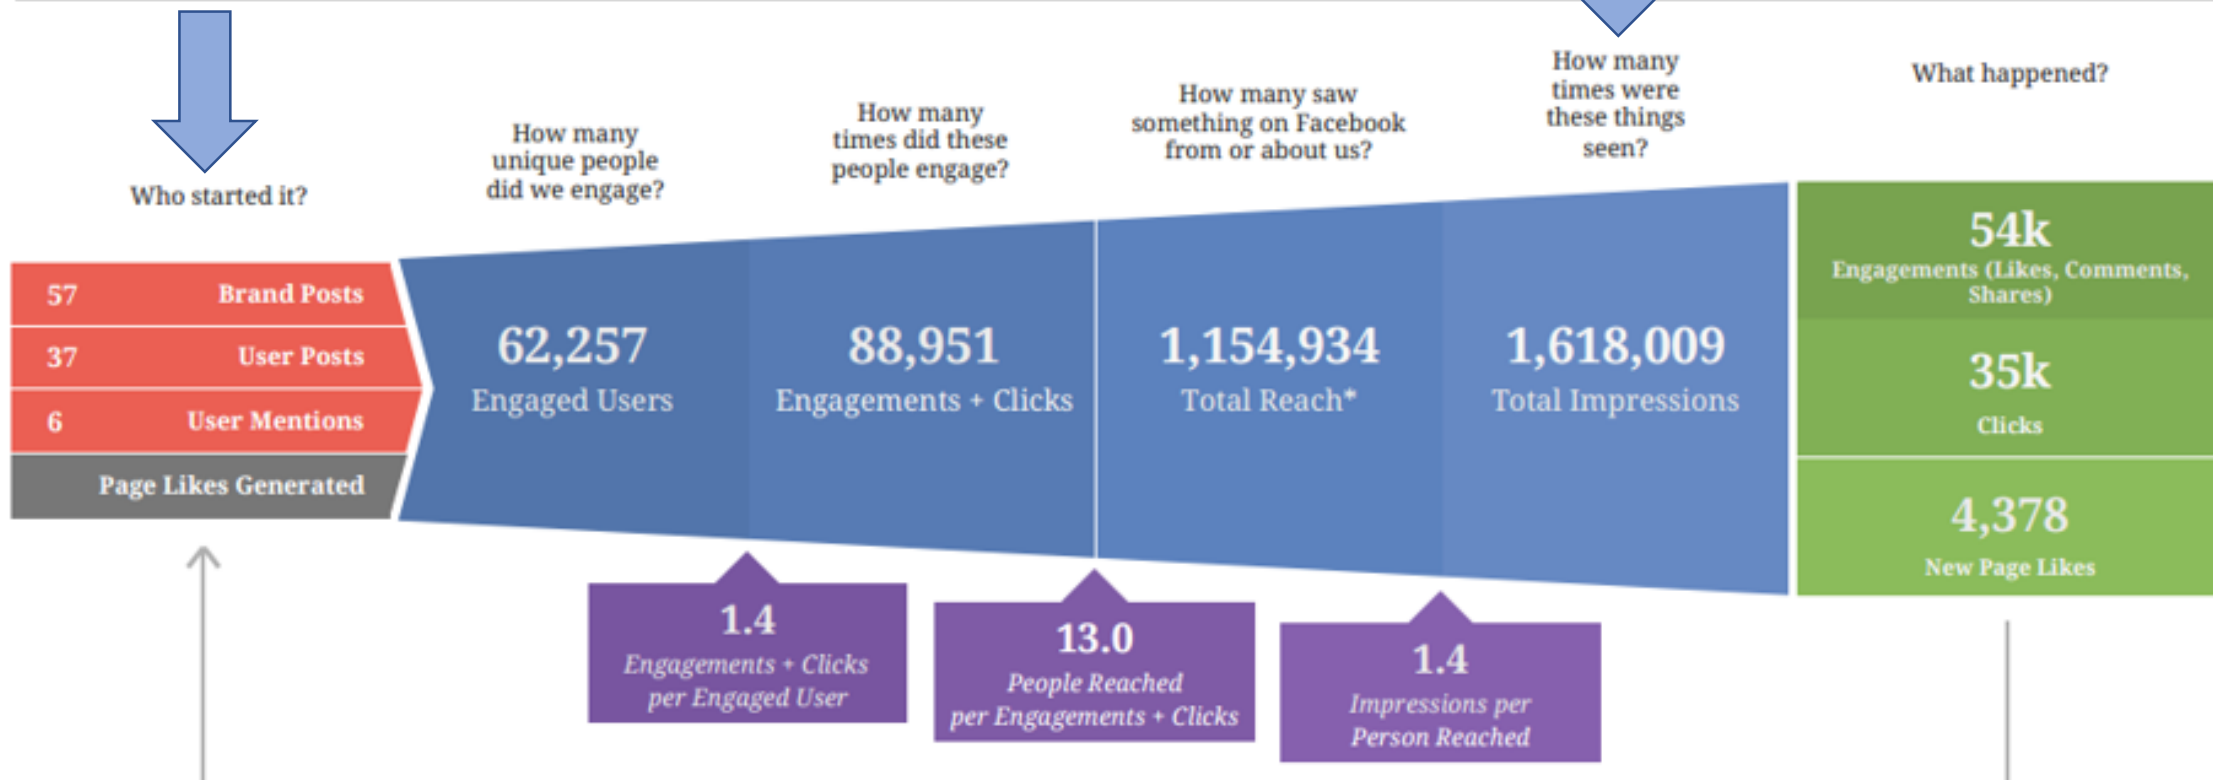 Who started it?
57 Brand Posts
37 User Posts
6 User Mentions
Page Likes Generated
How many
unique people
did we engage?
62,257
Engaged Users
How many
times did these
people engage?
88,951
Engagements + Clicks
How many saw
something on Facebook
from or about us?
1,154,934
Total Reach*
How many
times were
these things
seen?
1,618,009
Total Impressions
What happened?
54k
Engagements (Likes, Comments,
Shares)
35k
Clicks
4,378
New Page Likes
1.4
Engagements + Clicks
per Engaged User
13.0
People Reached
per Engagements + Clicks
1.4
Impressions per
Person Reached